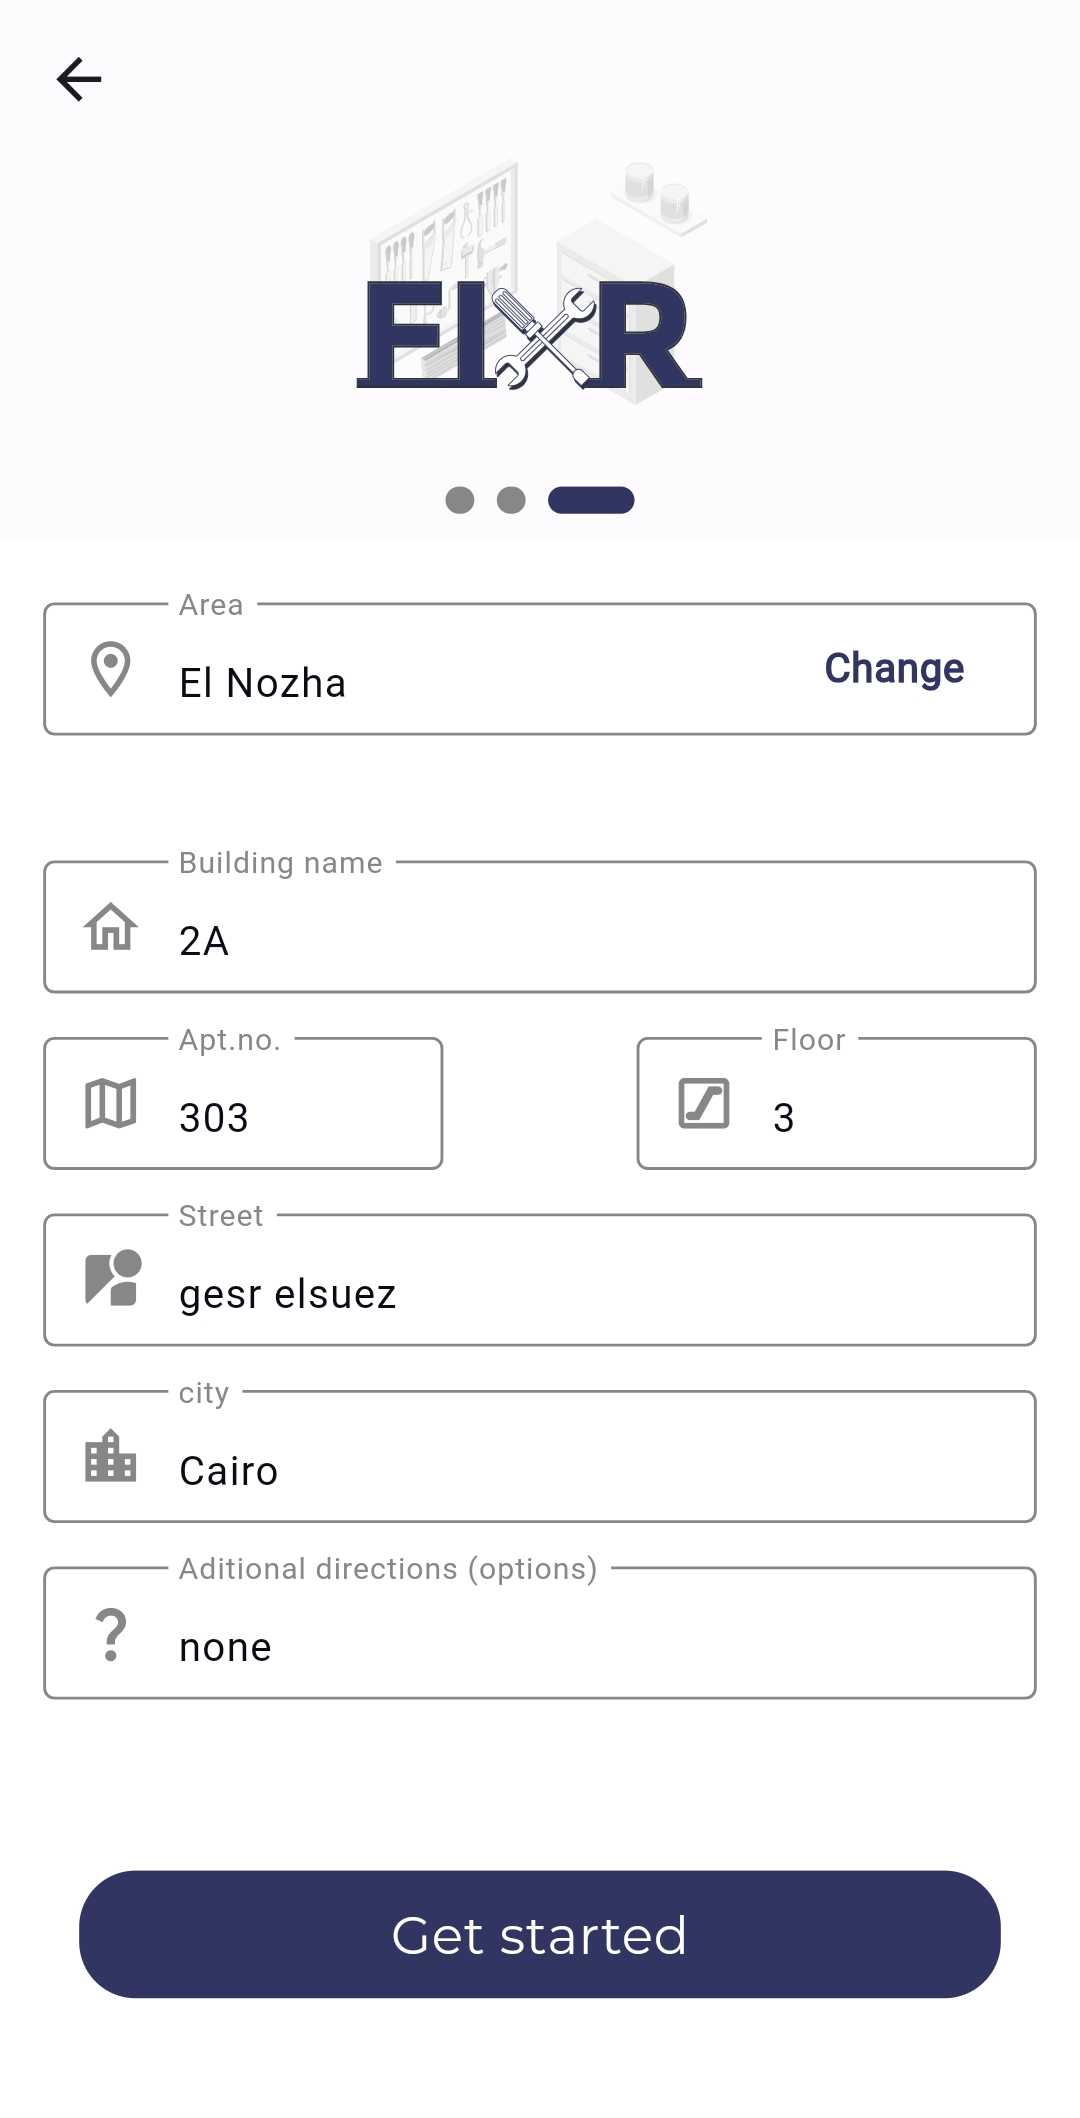 FIXR
Area
El Nozha
Change
Building name
2A
Apt.no.
Floor
303
3
Street
gesr elsuez
city
Cairo
Aditional directions (options)
none
Get started